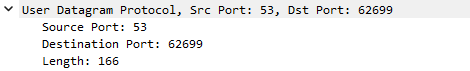 User Datagram Protocol, Src Port: 53, Dst Port: 62699
Source Port: 53
Destination Port: 62699
Length: 166